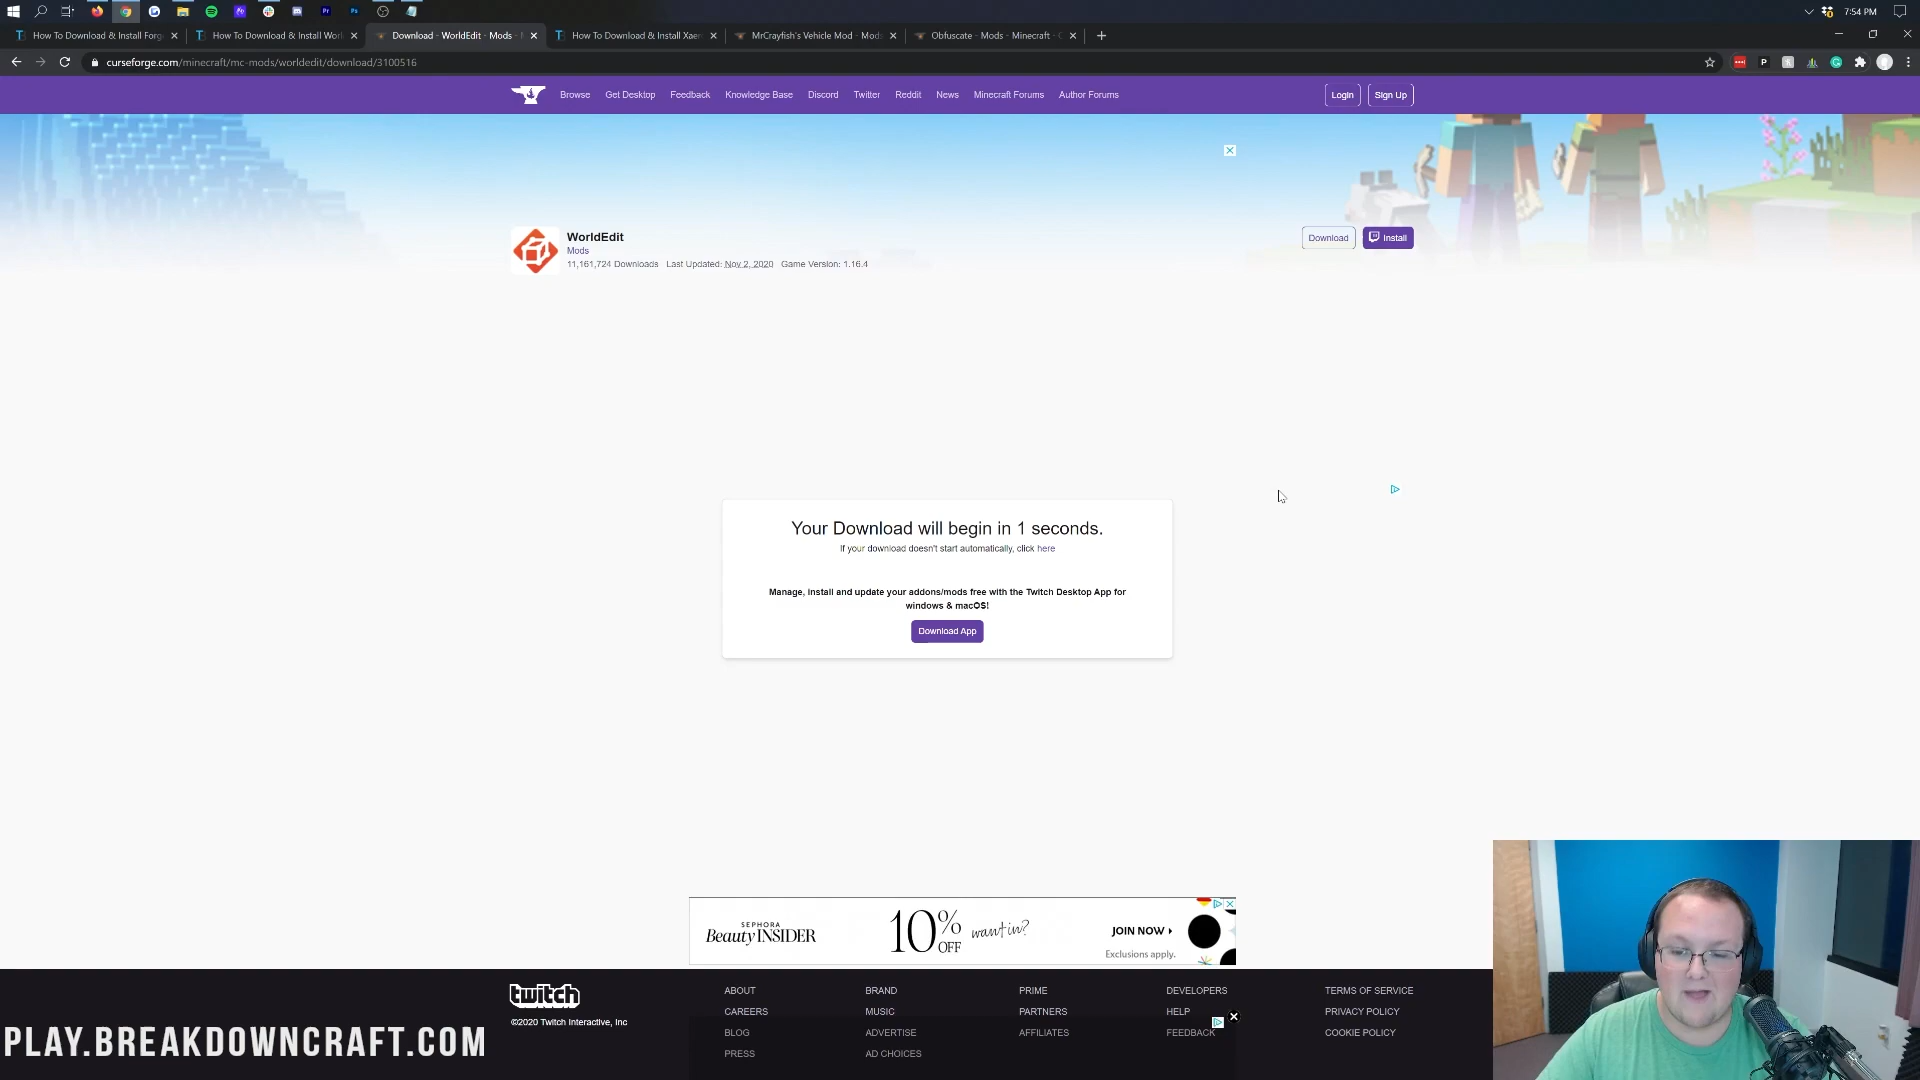 7:54 PM
How To Download & Install Forg
How To Download & Install Worl
Download - WorldEdit - Mods -
How To Download & Install Xaer
MrCrayfish's Vehicle Mod - Mods
Obfuscate - Mods - Minecraft - C
curseforge.com/minecraft/mc-mods/worldedit/download/3100516
Browse Get Desktop Feedback Knowledge Base Discord Twitter Reddit News Minecraft Forums Author Forums Login Sign Up
WorldEdit
Mods
11,161,724 Downloads Last Updated: Nov 2, 2020 Game Version: 1.16.4
Download Install
Your Download will begin in 1 seconds.
If your download doesn't start automatically, click here
Manage, install and update your addons/mods free with the Twitch Desktop App for
windows & macOS!
Download App
SEPHORA
Beauty INSIDER
10% OFF
want in?
JOIN NOW
Exclusions apply.
twitch
©2020 Twitch Interactive, Inc
ABOUT BRAND PRIME DEVELOPERS TERMS OF SERVICE
CAREERS MUSIC PARTNERS HELP PRIVACY POLICY
BLOG ADVERTISE AFFILIATES FEEDBACK COOKIE POLICY
PRESS AD CHOICES
PLAY.BREAKDOWNCRAFT.COM